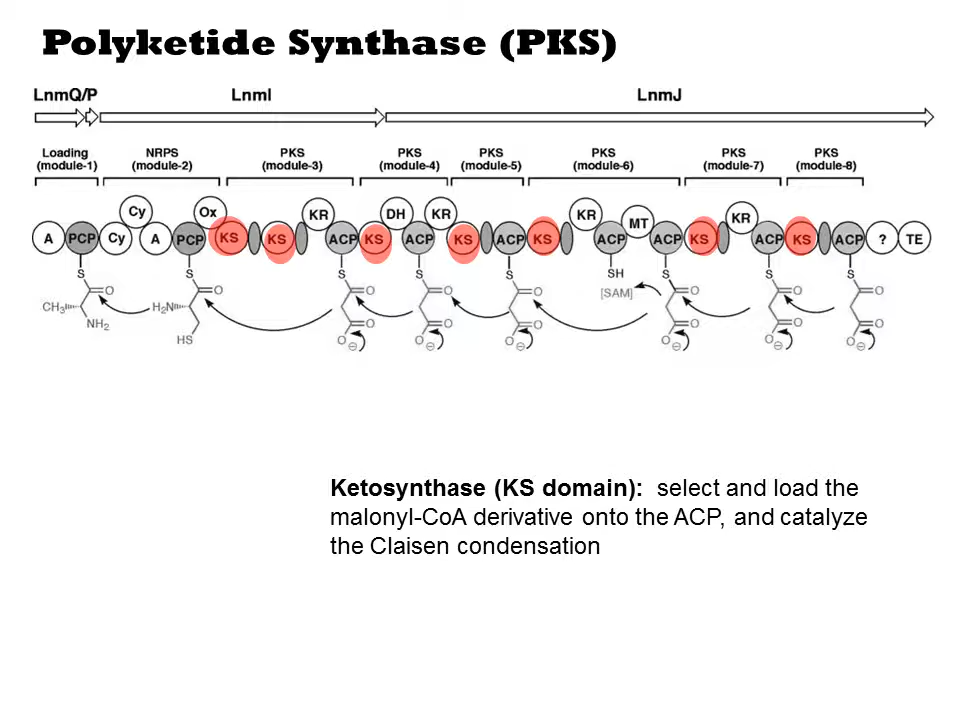 Polyketide Synthase (PKS)
LnmQ/P LnmI LnmJ
Loading NRPS PKS PKS PKS PKS PKS PKS
(module-1) (module-2) (module-3) (module-4) (module-5) (module-6) (module-7) (module-8)
Cy Ox KR DH KR KR MT KR
A PCP Cy A PCP KS KS ACP KS ACP KS ACP KS ACP ACP KS ACP KS ACP ? TE
S S S S S SH S S S
O O O O O [SAM] O O O
CH₃ H₂N
NH₂ O O O O O O
HS O⊖ O⊖ O⊖ O⊖ O⊖ O⊖
Ketosynthase (KS domain): select and load the
malonyl-CoA derivative onto the ACP, and catalyze
the Claisen condensation